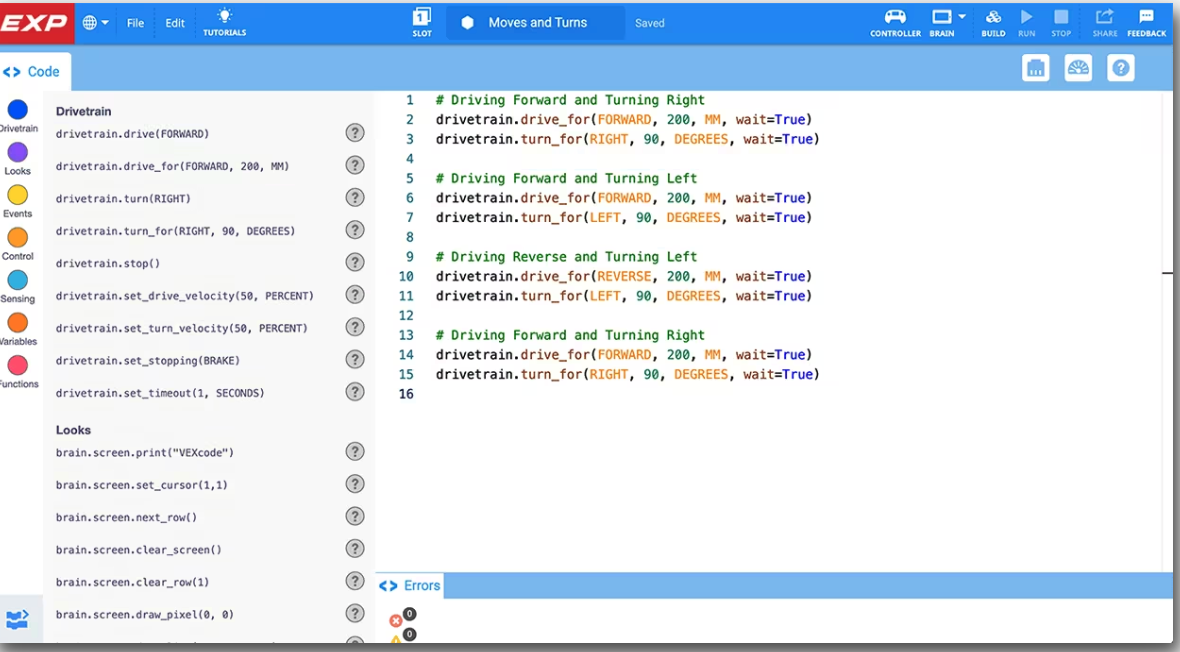 EXP
File
Edit
TUTORIALS
1
SLOT
Moves and Turns
Saved
CONTROLLER
BRAIN
BUILD
RUN
STOP
SHARE
FEEDBACK
<> Code
?
Drivetrain
Looks
Events
Control
Sensing
Variables
Functions
Drivetrain
drivetrain.drive(FORWARD) ?
drivetrain.drive_for(FORWARD, 200, MM) ?
drivetrain.turn(RIGHT) ?
drivetrain.turn_for(RIGHT, 90, DEGREES) ?
drivetrain.stop() ?
drivetrain.set_drive_velocity(50, PERCENT) ?
drivetrain.set_turn_velocity(50, PERCENT) ?
drivetrain.set_stopping(BRAKE) ?
drivetrain.set_timeout(1, SECONDS) ?
Looks
brain.screen.print("VEXcode") ?
brain.screen.set_cursor(1,1) ?
brain.screen.next_row() ?
brain.screen.clear_screen() ?
brain.screen.clear_row(1) ?
brain.screen.draw_pixel(0, 0) ?
1 # Driving Forward and Turning Right
2 drivetrain.drive_for(FORWARD, 200, MM, wait=True)
3 drivetrain.turn_for(RIGHT, 90, DEGREES, wait=True)
4
5 # Driving Forward and Turning Left
6 drivetrain.drive_for(FORWARD, 200, MM, wait=True)
7 drivetrain.turn_for(LEFT, 90, DEGREES, wait=True)
8
9 # Driving Reverse and Turning Left
10 drivetrain.drive_for(REVERSE, 200, MM, wait=True)
11 drivetrain.turn_for(LEFT, 90, DEGREES, wait=True)
12
13 # Driving Forward and Turning Right
14 drivetrain.drive_for(FORWARD, 200, MM, wait=True)
15 drivetrain.turn_for(RIGHT, 90, DEGREES, wait=True)
16
<> Errors
0
0